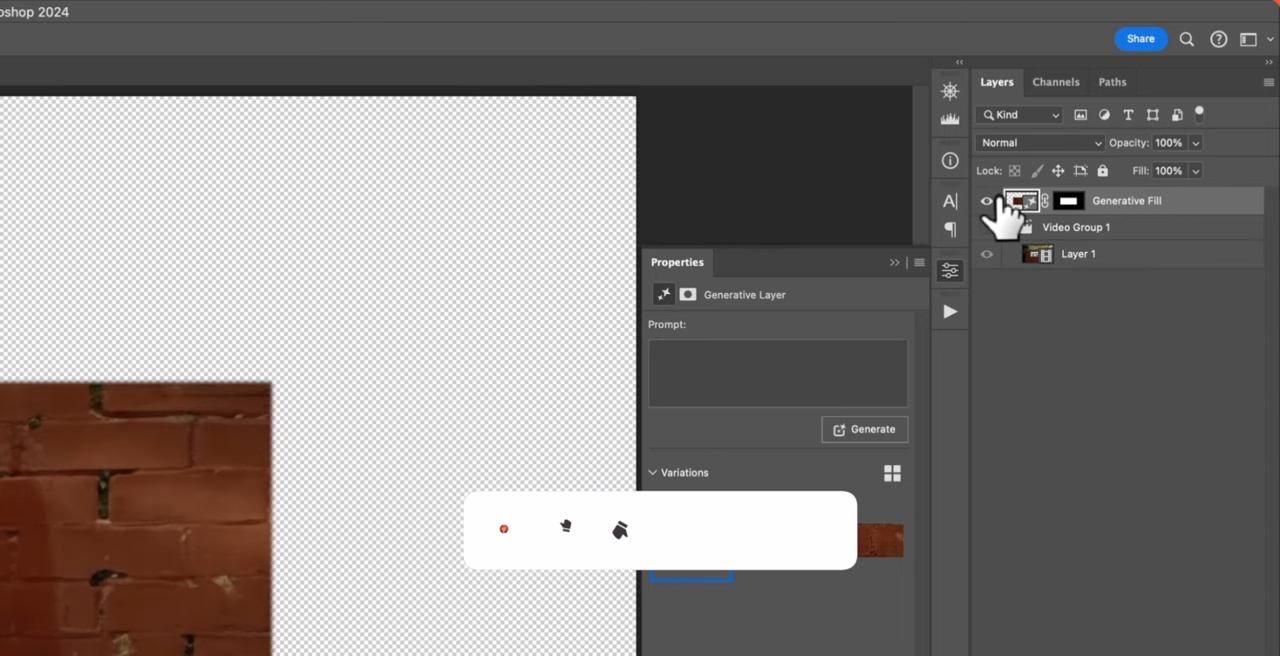 oshop 2024
Share
Layers
Channels
Paths
Kind
Normal
Opacity:
100%
Lock:
Fill:
100%
Generative Fill
Video Group 1
Layer 1
Properties
Generative Layer
Prompt:
Generate
Variations